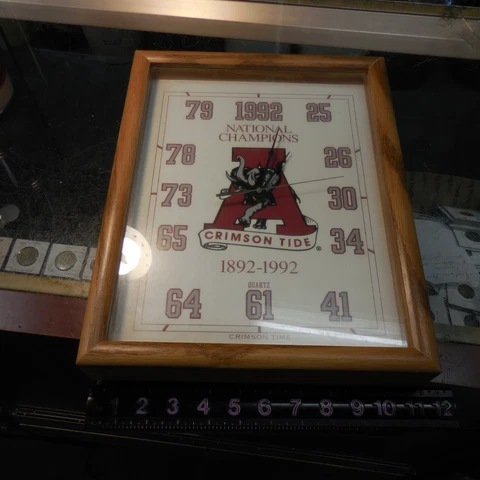 79 1992 25
NATIONAL
CHAMPIONS
78 26
A
73 30
CRIMSON TIDE ®
65 34
1892-1992
QUARTZ
64 61 41
CRIMSON TIME
1 2 3 4 5 6 7 8 9 10 11 12